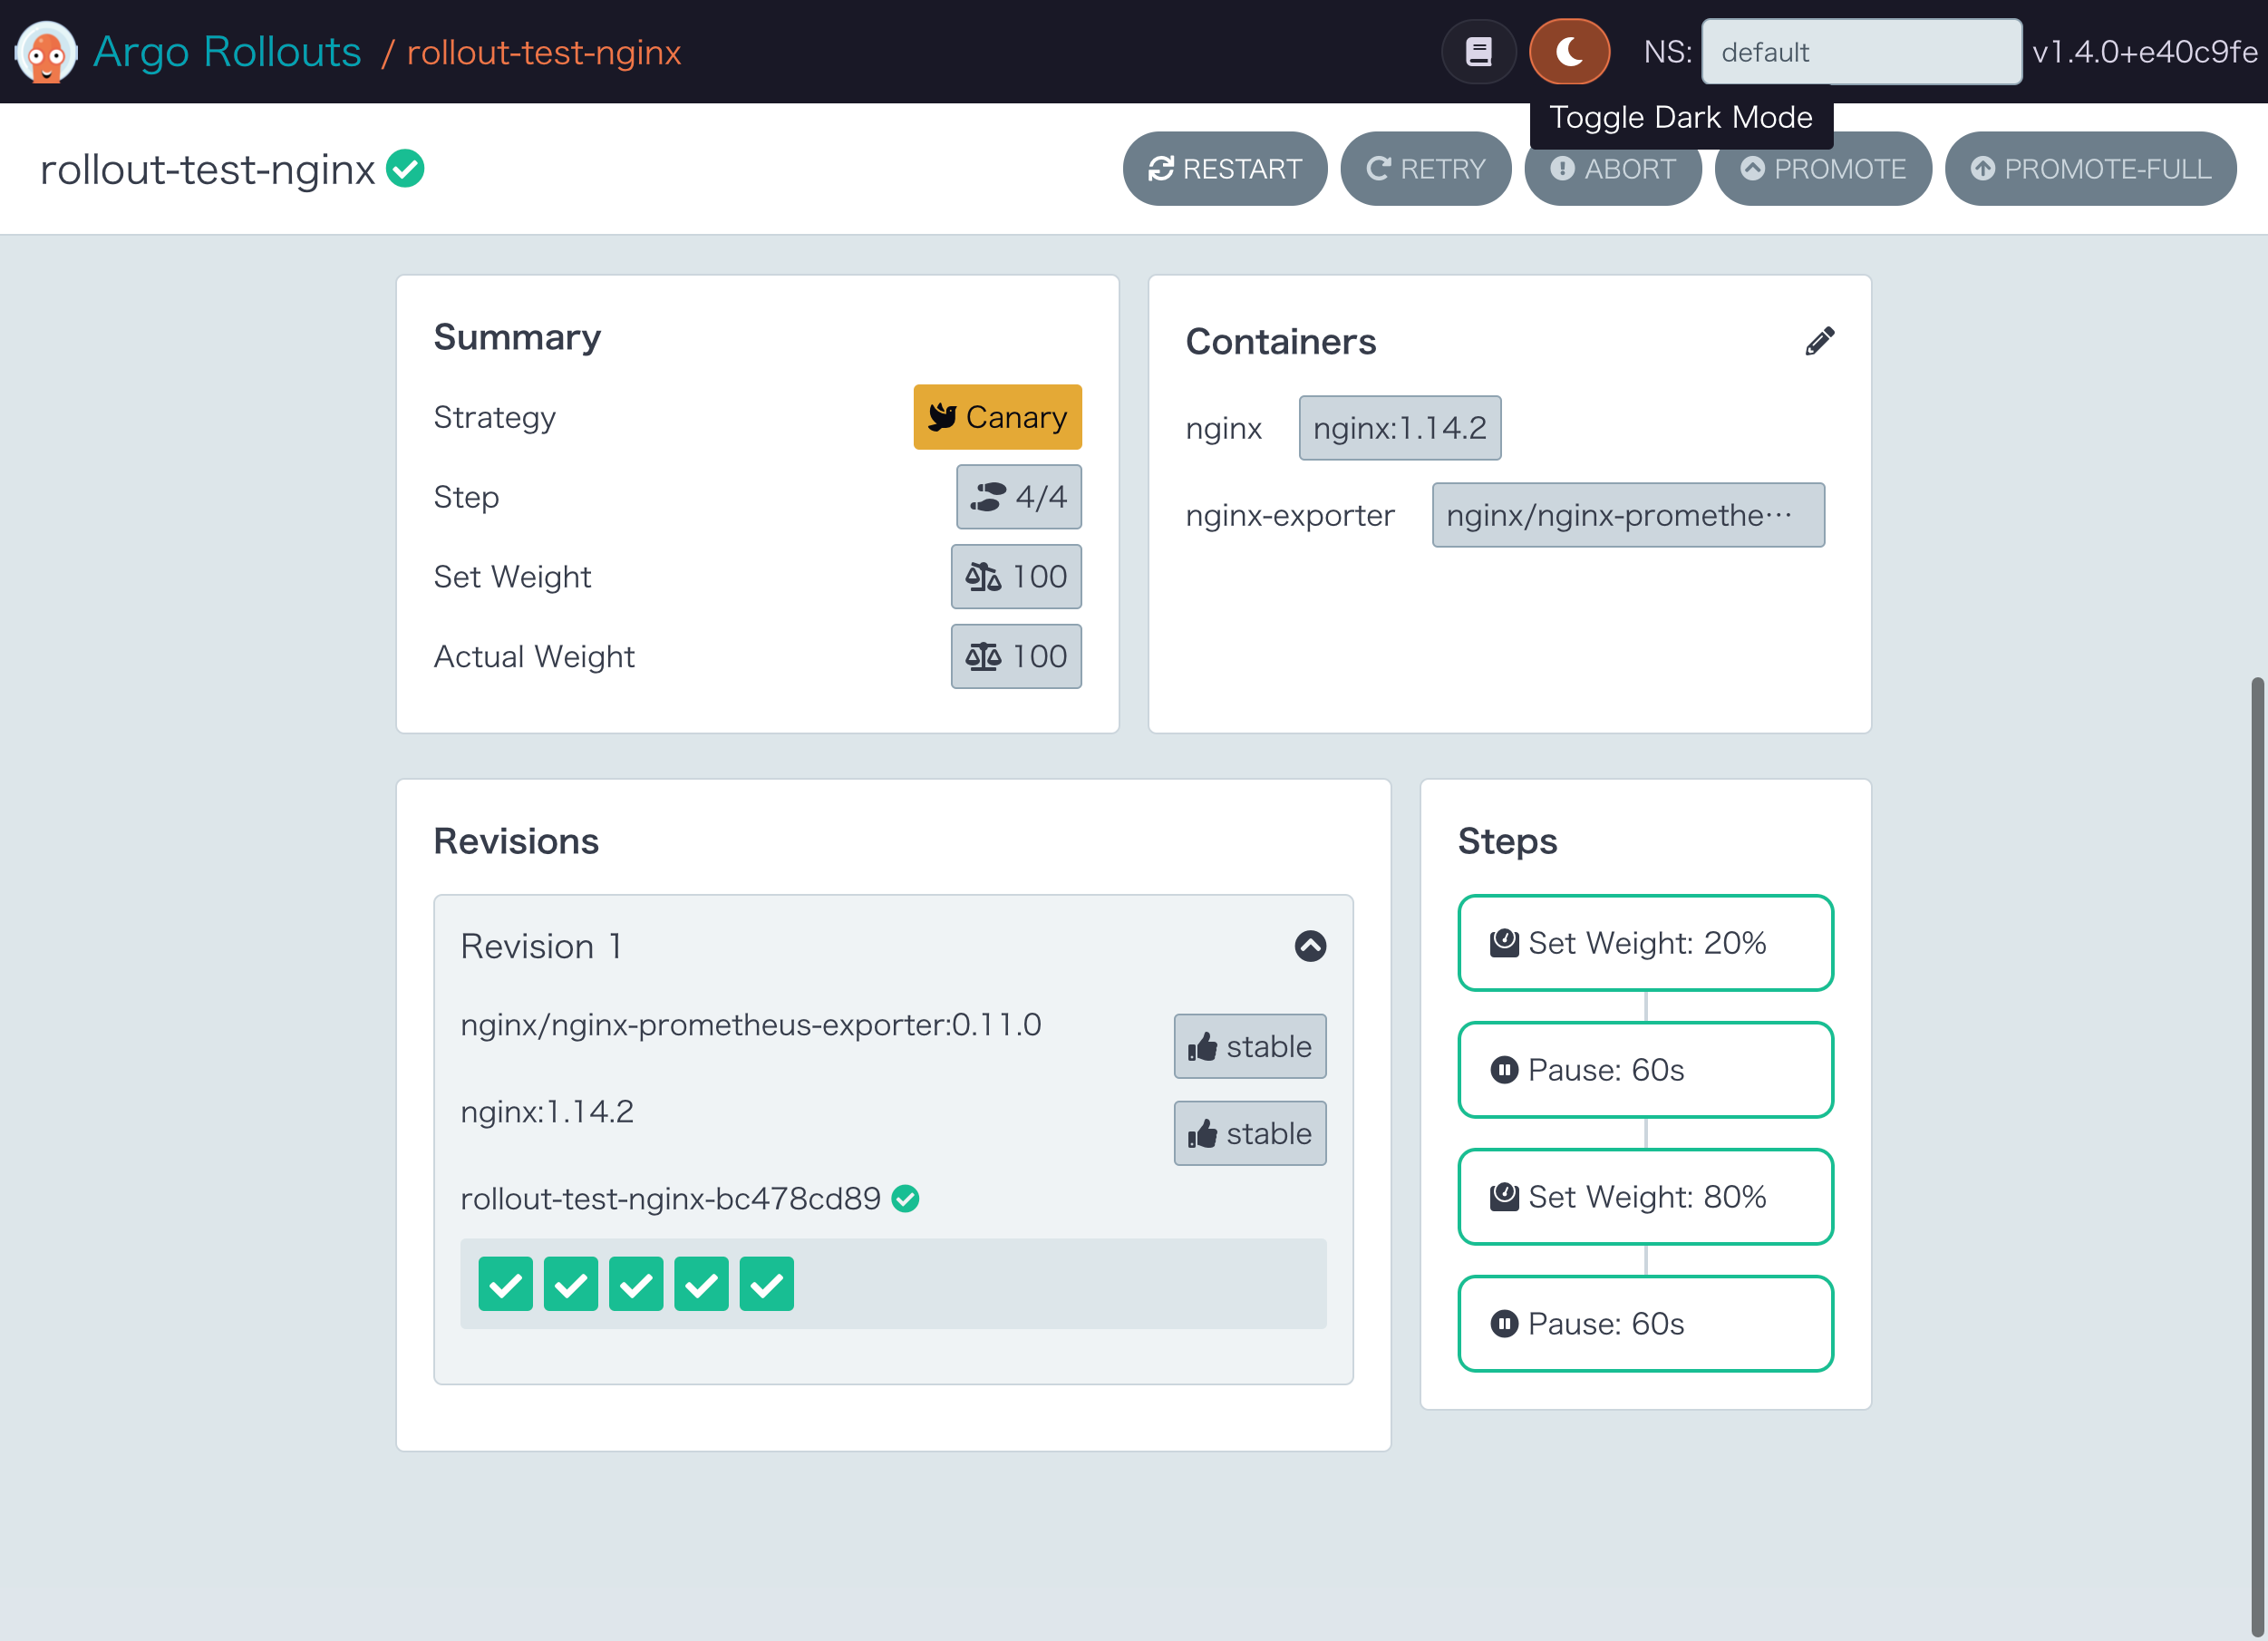 Argo Rollouts / rollout-test-nginx
NS: default v1.4.0+e40c9fe
Toggle Dark Mode
rollout-test-nginx
RESTART RETRY ABORT PROMOTE PROMOTE-FULL
Summary
Strategy Canary
Step 4/4
Set Weight 100
Actual Weight 100
Containers
nginx nginx:1.14.2
nginx-exporter nginx/nginx-promethe…
Revisions
Revision 1
nginx/nginx-prometheus-exporter:0.11.0 stable
nginx:1.14.2 stable
rollout-test-nginx-bc478cd89
Steps
Set Weight: 20%
Pause: 60s
Set Weight: 80%
Pause: 60s